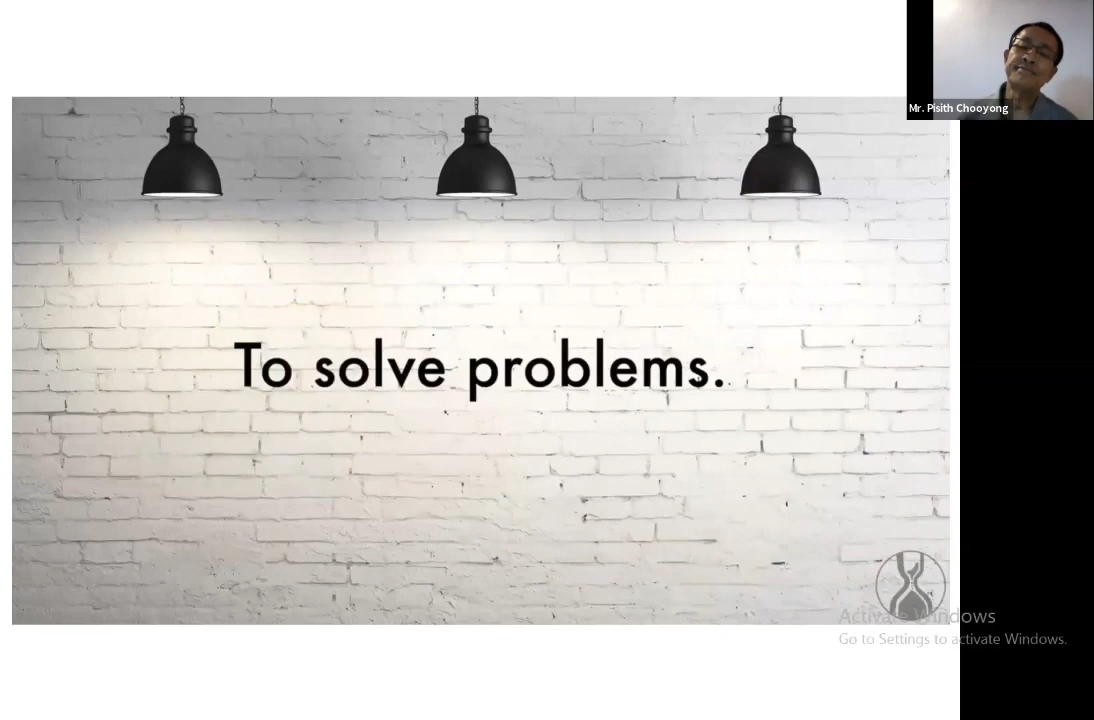 Mr. Pisith Chooyong
To solve problems.
Activate Windows
Go to Settings to activate Windows.